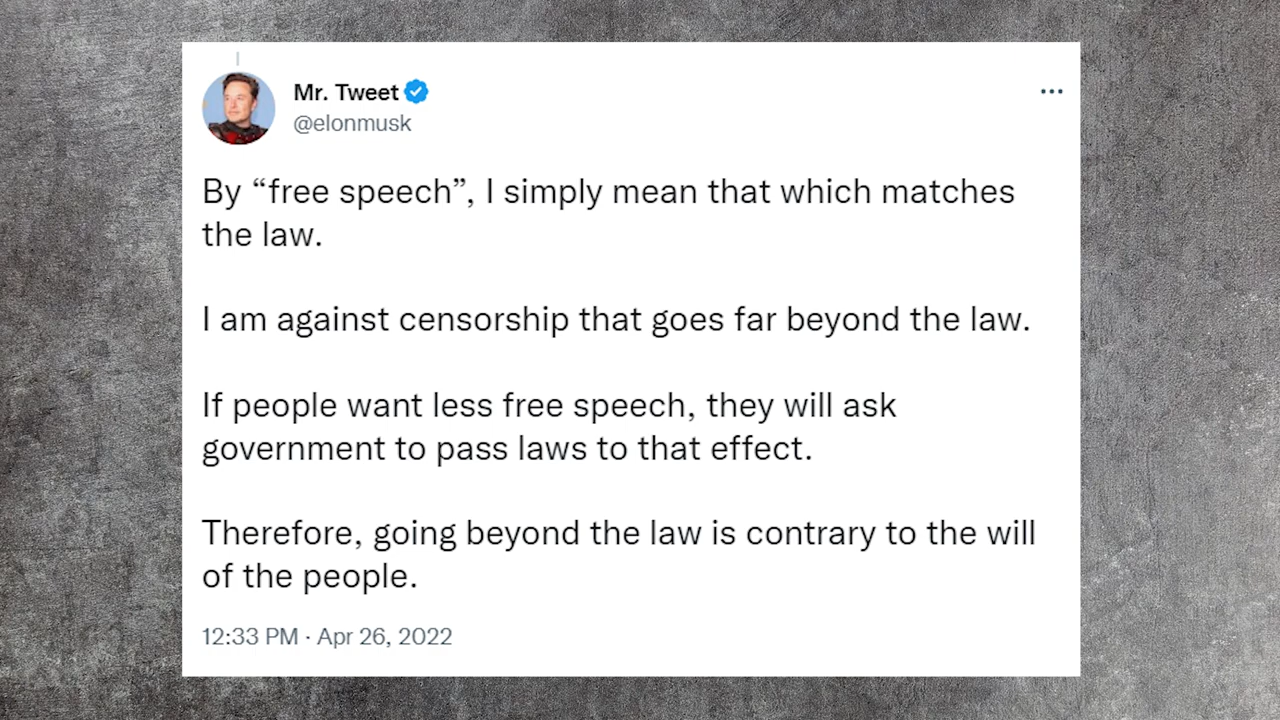 Mr. Tweet
@elonmusk
By “free speech”, I simply mean that which matches
the law.
I am against censorship that goes far beyond the law.
If people want less free speech, they will ask
government to pass laws to that effect.
Therefore, going beyond the law is contrary to the will
of the people.
12:33 PM · Apr 26, 2022